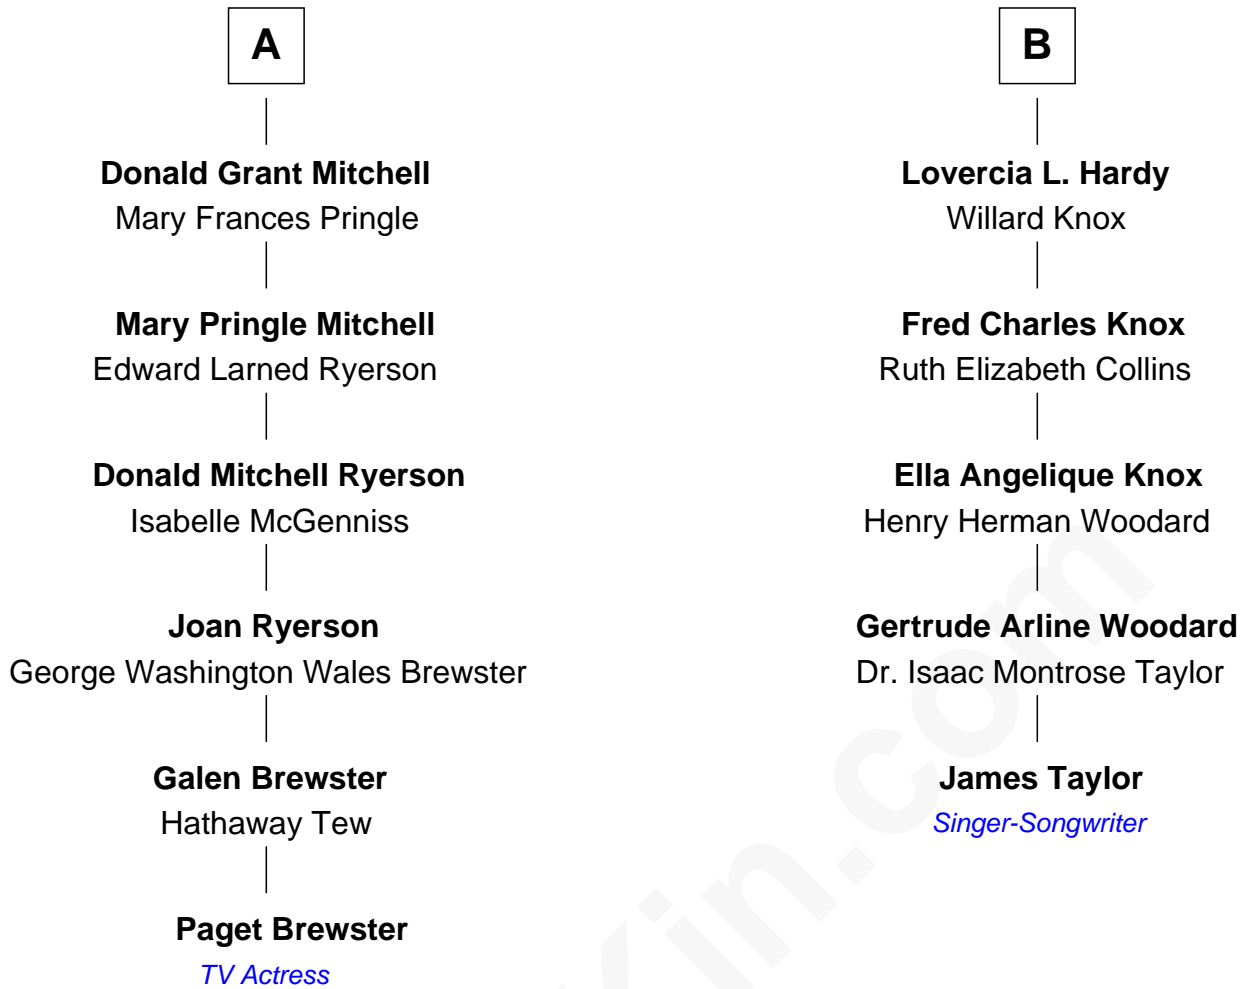 A
Donald Grant Mitchell
Mary Frances Pringle
Mary Pringle Mitchell
Edward Larned Ryerson
Donald Mitchell Ryerson
Isabelle McGenniss
Joan Ryerson
George Washington Wales Brewster
Galen Brewster
Hathaway Tew
Paget Brewster
TV Actress
B
Lovercia L. Hardy
Willard Knox
Fred Charles Knox
Ruth Elizabeth Collins
Ella Angelique Knox
Henry Herman Woodard
Gertrude Arline Woodard
Dr. Isaac Montrose Taylor
James Taylor
Singer-Songwriter
Kin.com